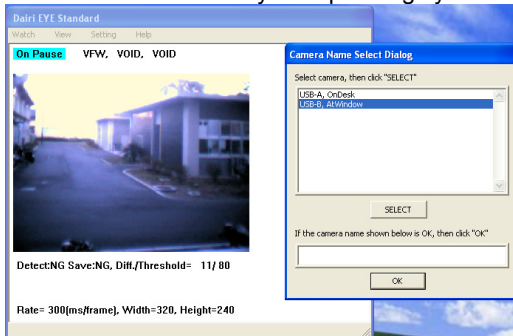 Dairi EYE Standard
Watch View Setting Help
On Pause VFW, VOID, VOID
Detect:NG Save:NG, Diff./Threshold= 11/ 80
Rate= 300(ms/frame), Width=320, Height=240
Camera Name Select Dialog
Select camera, then click "SELECT"
USB-A, OnDesk
USB-B, AtWindow
SELECT
If the camera name shown below is OK, then click "OK"
OK